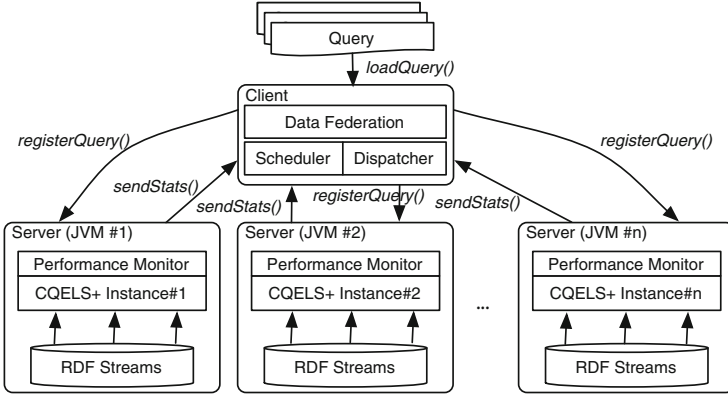 Query
loadQuery()
Client
Data Federation
registerQuery()
registerQuery()
Scheduler
Dispatcher
sendStats()
sendStats()
registerQuery()
sendStats()
Server (JVM #1)
Server (JVM #2)
Server (JVM #n)
Performance Monitor
Performance Monitor
Performance Monitor
CQELS+ Instance#1
CQELS+ Instance#2
...
CQELS+ Instance#n
RDF Streams
RDF Streams
RDF Streams